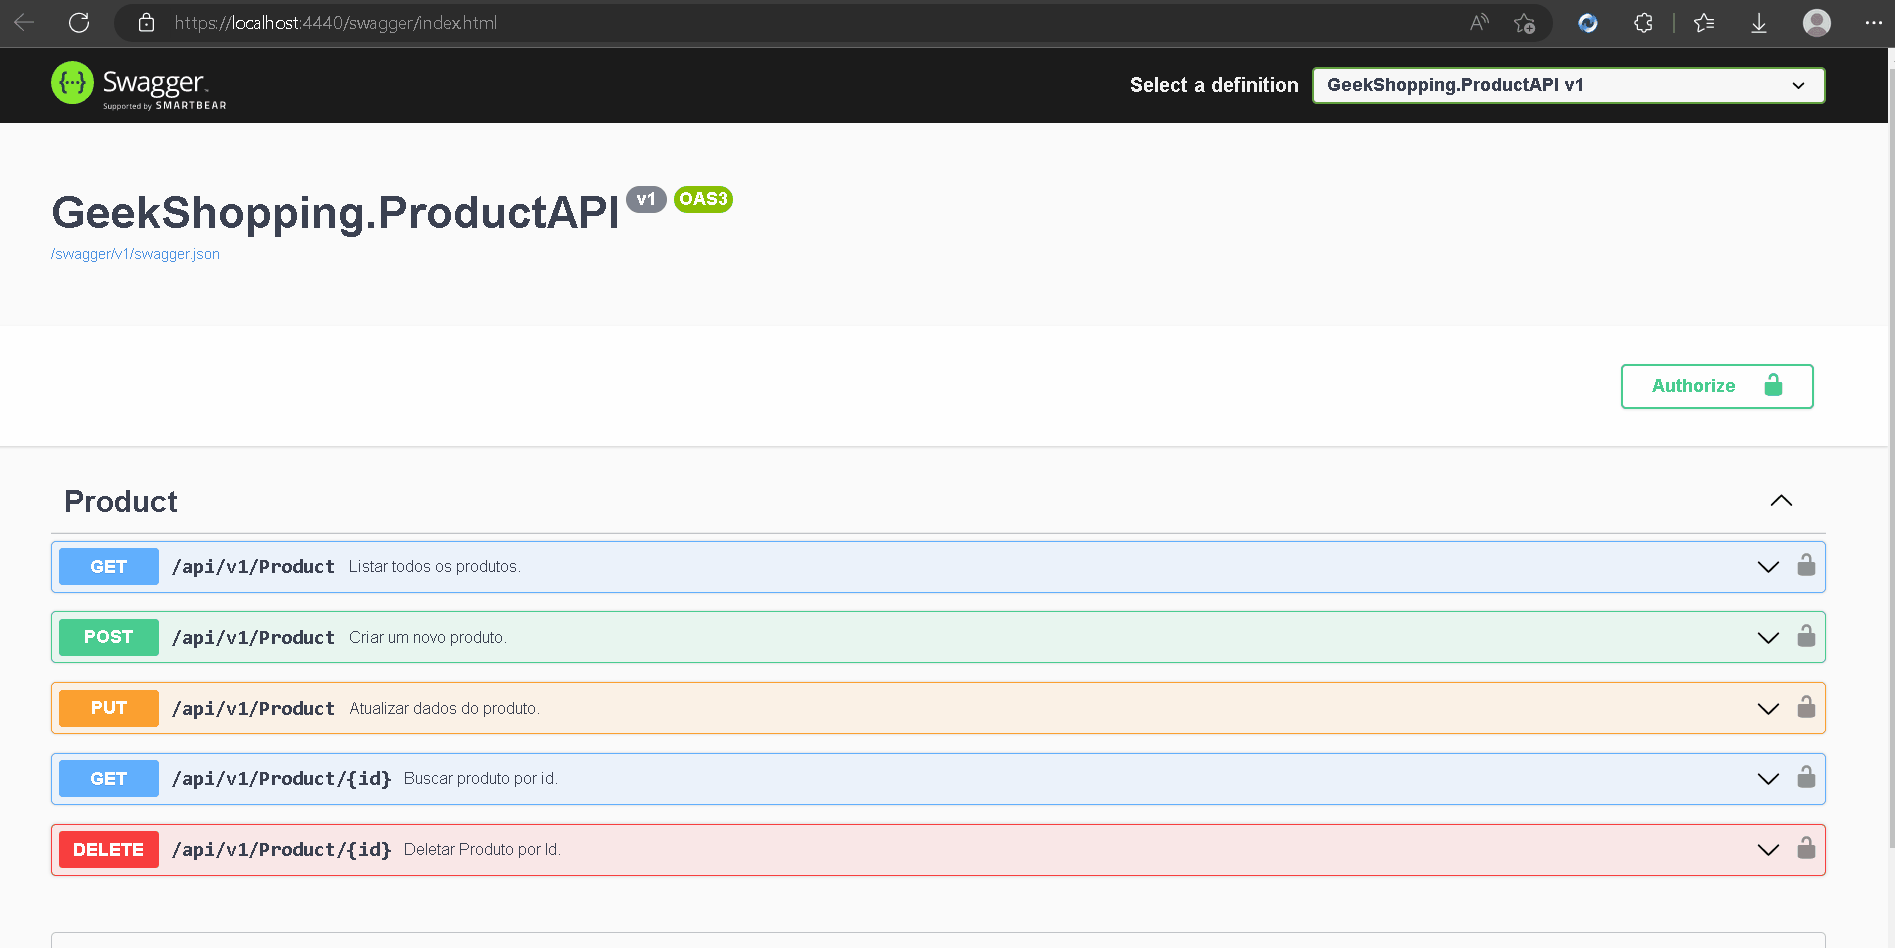 https://localhost:4440/swagger/index.html
Swagger
Supported by SMARTBEAR
Select a definition
GeekShopping.ProductAPI v1
GeekShopping.ProductAPI v1 OAS3
/swagger/v1/swagger.json
Authorize
Product
GET /api/v1/Product Listar todos os produtos.
POST /api/v1/Product Criar um novo produto.
PUT /api/v1/Product Atualizar dados do produto.
GET /api/v1/Product/{id} Buscar produto por id.
DELETE /api/v1/Product/{id} Deletar Produto por Id.